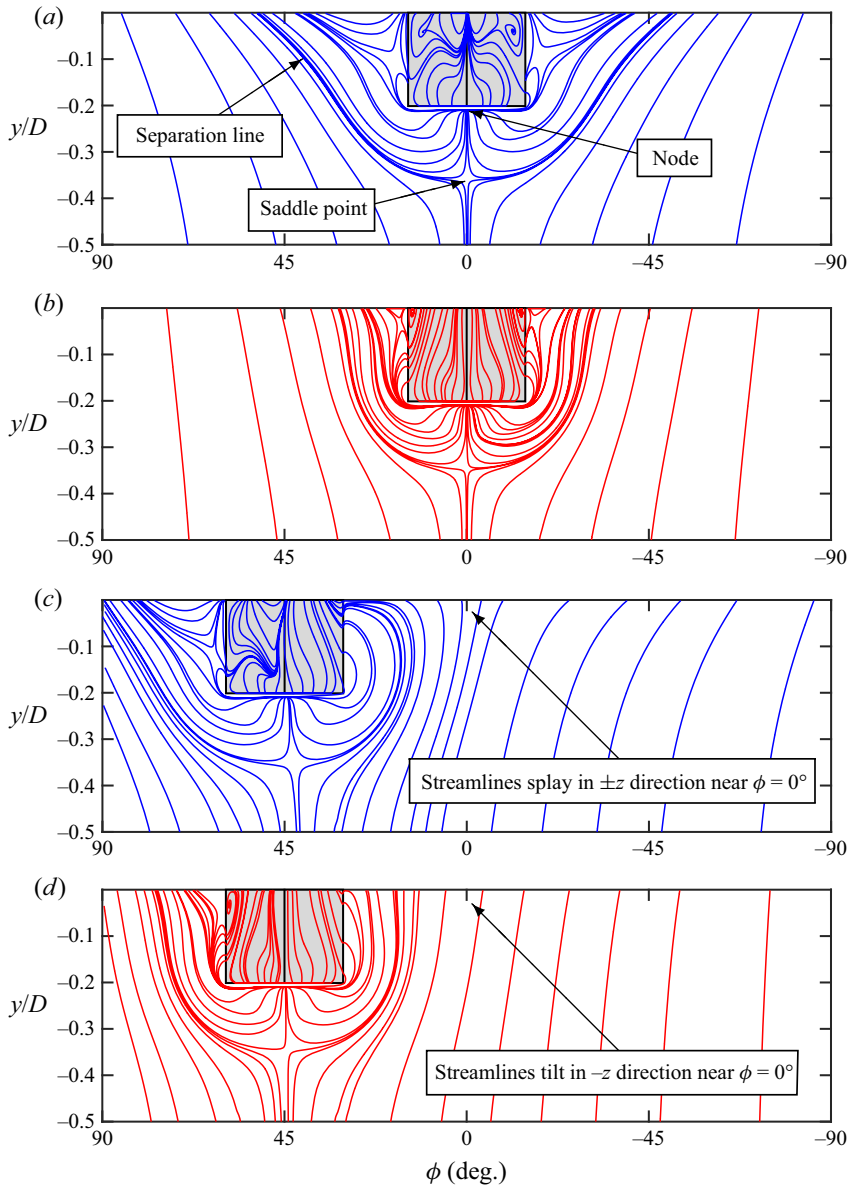 (a)
–0.1
–0.2
y/D
–0.3
–0.4
–0.5
Separation line
Saddle point
Node
90
45
0
–45
–90
(b)
–0.1
–0.2
y/D
–0.3
–0.4
–0.5
90
45
0
–45
–90
(c)
–0.1
–0.2
y/D
–0.3
–0.4
–0.5
Streamlines splay in ±z direction near ϕ = 0°
90
45
0
–45
–90
(d)
–0.1
–0.2
y/D
–0.3
–0.4
–0.5
Streamlines tilt in –z direction near ϕ = 0°
90
45
0
–45
–90
ϕ (deg.)